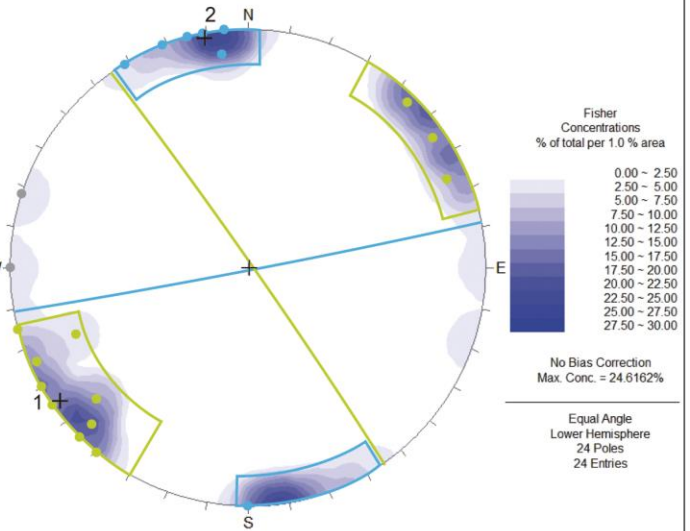 2
N
E
1
S
Fisher
Concentrations
% of total per 1.0 % area
0.00 ~ 2.50
2.50 ~ 5.00
5.00 ~ 7.50
7.50 ~ 10.00
10.00 ~ 12.50
12.50 ~ 15.00
15.00 ~ 17.50
17.50 ~ 20.00
20.00 ~ 22.50
22.50 ~ 25.00
25.00 ~ 27.50
27.50 ~ 30.00
No Bias Correction
Max. Conc. = 24.6162%
Equal Angle
Lower Hemisphere
24 Poles
24 Entries